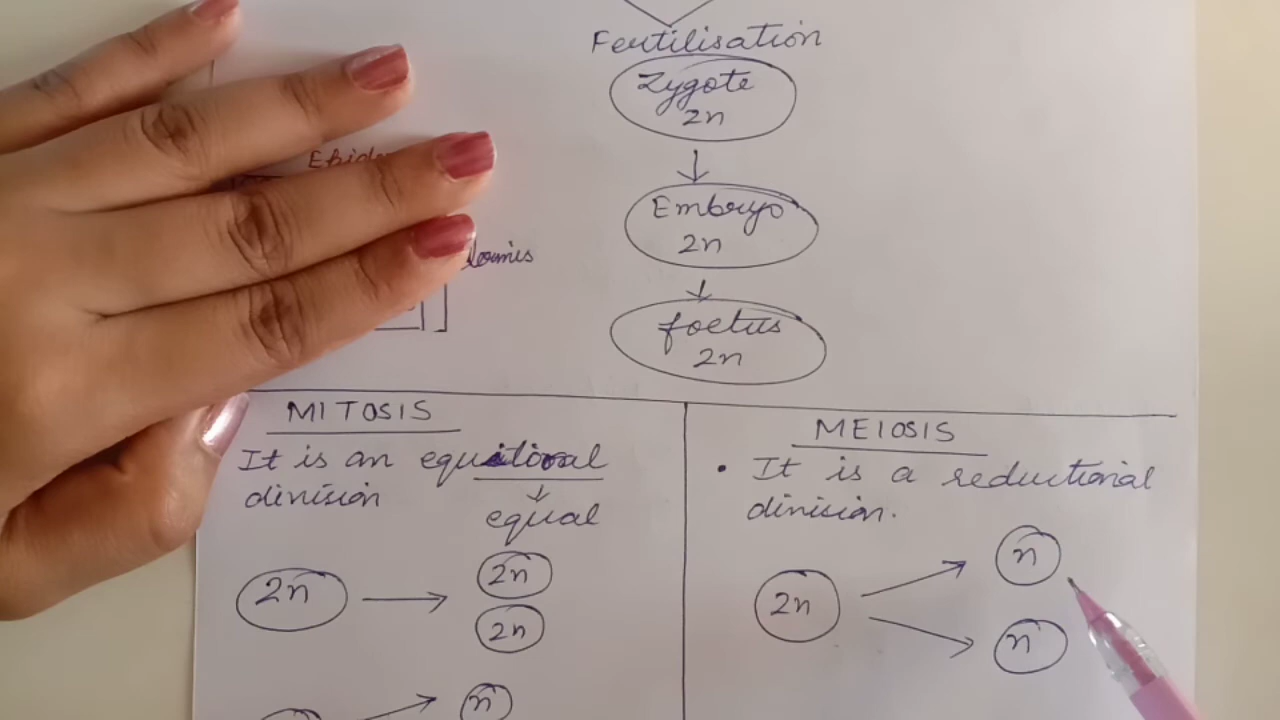 Fertilisation
Zygote
2n
Embryo
2n
foetus
2n
MITOSIS
It is an equational
division
equal
2n
2n
2n
n
MEIOSIS
• It is a reductional
division.
2n
n
n